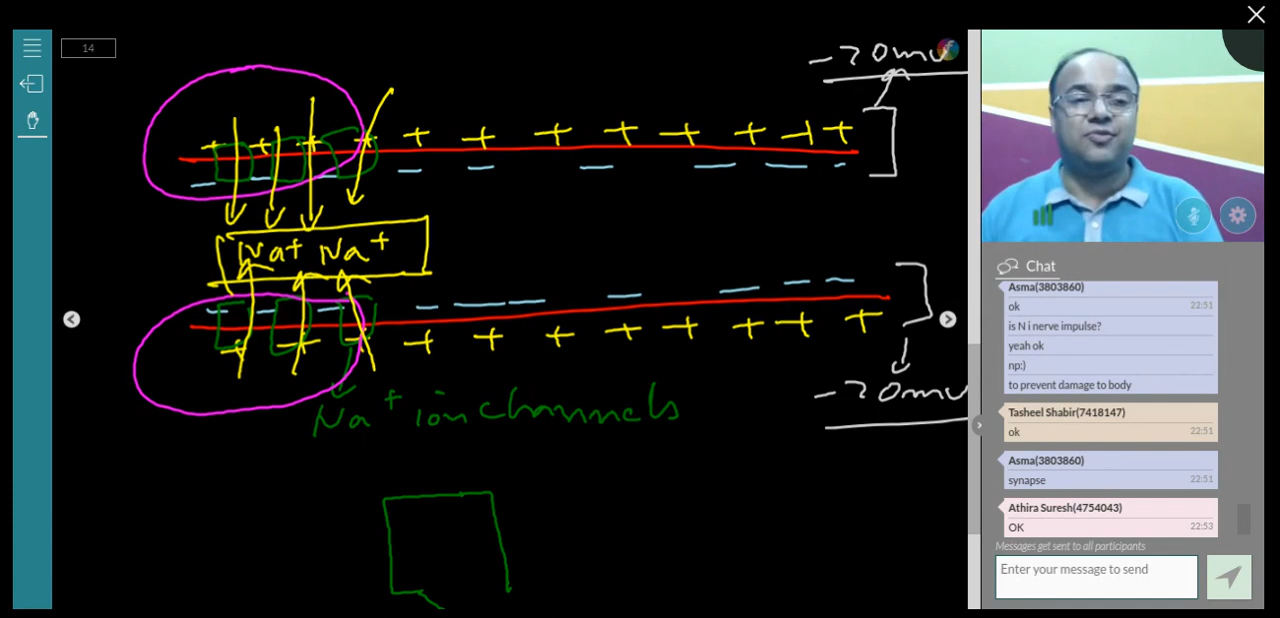 14
-70mv
Na+ Na+
-70mv
Na+ ion channels
Chat
Asma(3803860)
ok
22:51
is N i nerve impulse?
yeah ok
np:)
to prevent damage to body
Tasheel Shabir(7418147)
ok
22:51
Asma(3803860)
synapse
22:51
Athira Suresh(4754043)
OK
22:53
Messages get sent to all participants
Enter your message to send